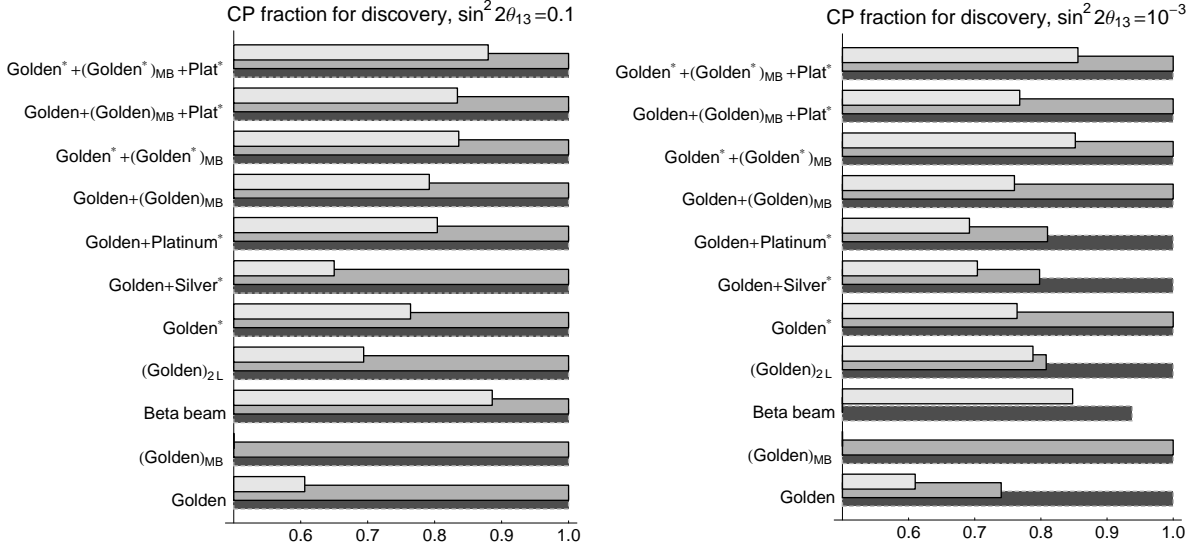 CP fraction for discovery, sin² 2θ₁₃=0.1
Golden* +(Golden* )MB +Plat*
Golden+(Golden)MB +Plat*
Golden* +(Golden* )MB
Golden+(Golden)MB
Golden+Platinum*
Golden+Silver*
Golden*
(Golden)2 L
Beta beam
(Golden)MB
Golden
0.6 0.7 0.8 0.9 1.0
CP fraction for discovery, sin² 2θ₁₃=10⁻³
Golden* +(Golden* )MB +Plat*
Golden+(Golden)MB +Plat*
Golden* +(Golden* )MB
Golden+(Golden)MB
Golden+Platinum*
Golden+Silver*
Golden*
(Golden)2 L
Beta beam
(Golden)MB
Golden
0.6 0.7 0.8 0.9 1.0